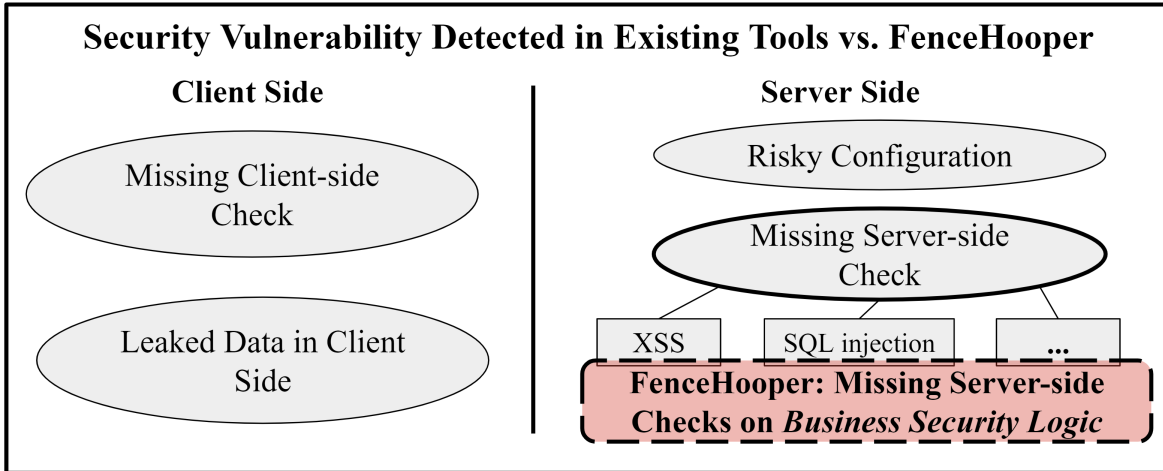 Security Vulnerability Detected in Existing Tools vs. FenceHooper
Client Side
Missing Client-side
Check
Leaked Data in Client
Side
Server Side
Risky Configuration
Missing Server-side
Check
XSS
SQL injection
...
FenceHooper: Missing Server-side
Checks on Business Security Logic